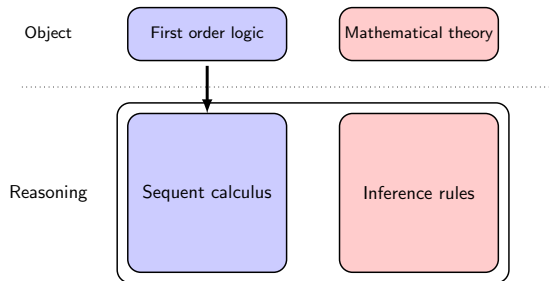 Object
First order logic
Mathematical theory
Reasoning
Sequent calculus
Inference rules